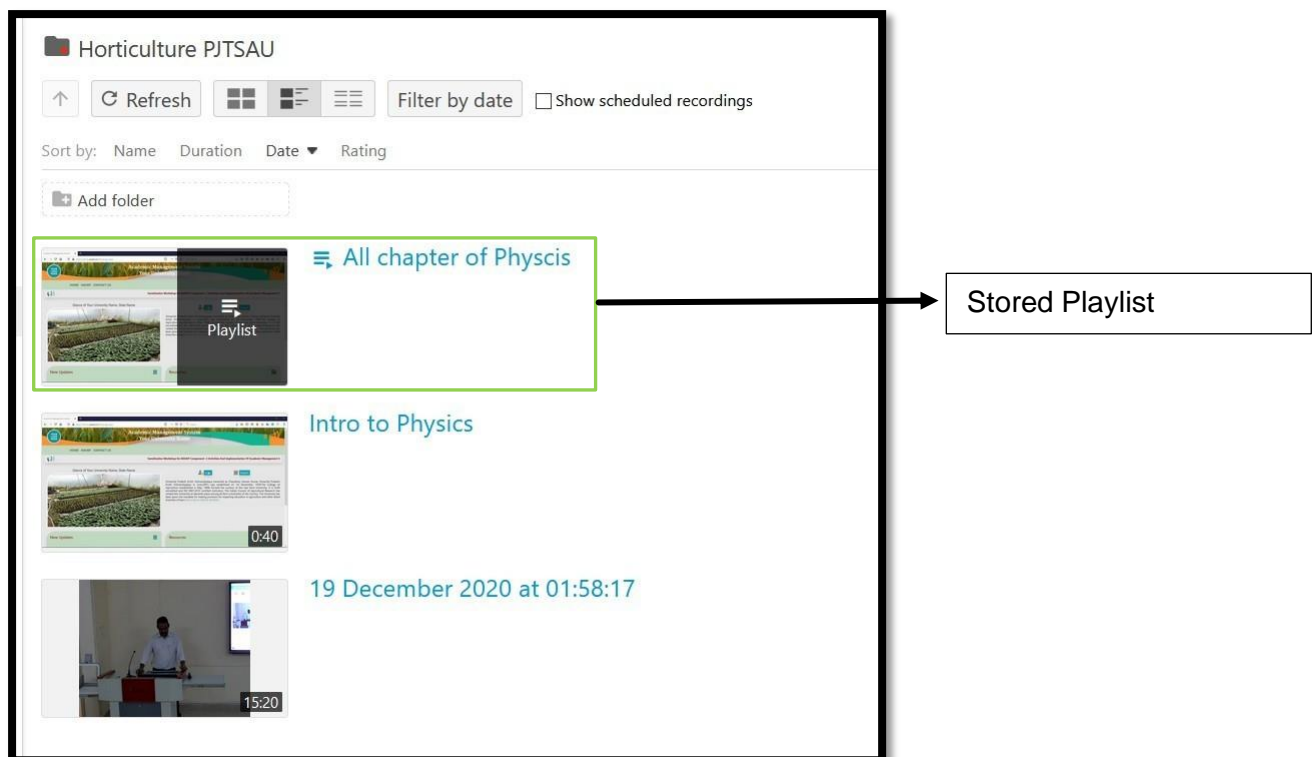 Horticulture PJTSAU
Refresh Filter by date Show scheduled recordings
Sort by: Name Duration Date Rating
Add folder
All chapter of Physcis
Playlist
Stored Playlist
Intro to Physics
0:40
19 December 2020 at 01:58:17
15:20